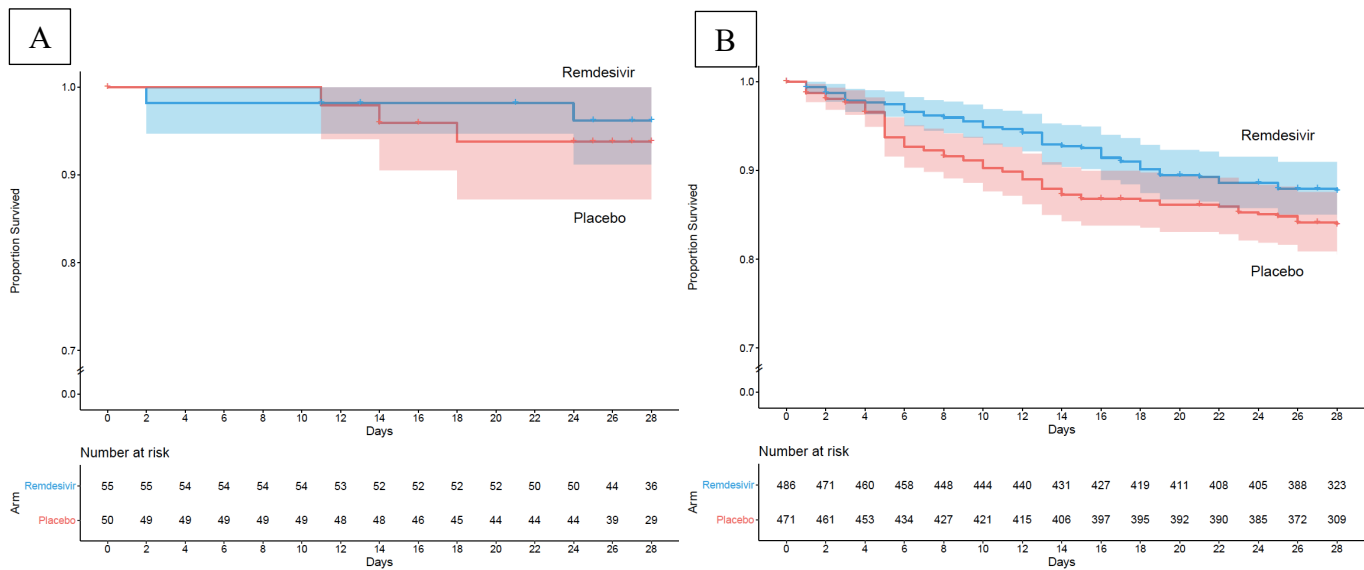 A
Remdesivir
Placebo
Proportion Survived
1.0
0.9
0.8
0.7
0.0
0 2 4 6 8 10 12 14 16 18 20 22 24 26 28
Days
Number at risk
Arm
Remdesivir 55 55 54 54 54 54 53 52 52 52 52 50 50 44 36
Placebo 50 49 49 49 49 49 48 48 46 45 44 44 44 39 29
0 2 4 6 8 10 12 14 16 18 20 22 24 26 28
Days
B
Remdesivir
Placebo
Proportion Survived
1.0
0.9
0.8
0.7
0.0
0 2 4 6 8 10 12 14 16 18 20 22 24 26 28
Days
Number at risk
Arm
Remdesivir 486 471 460 458 448 444 440 431 427 419 411 408 405 388 323
Placebo 471 461 453 434 427 421 415 406 397 395 392 390 385 372 309
0 2 4 6 8 10 12 14 16 18 20 22 24 26 28
Days